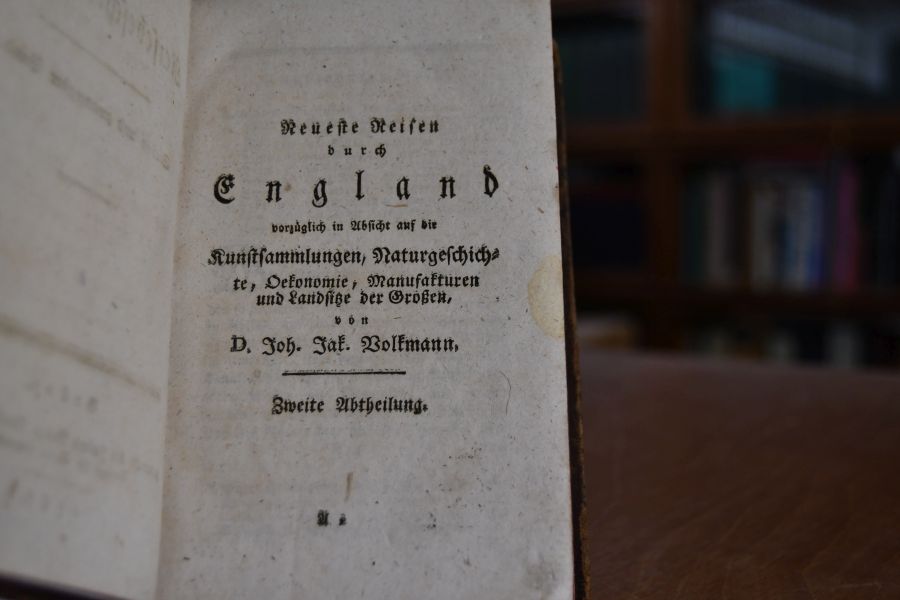 Neueste Reisen
durch
England
vorzüglich in Absicht auf die
Kunstsammlungen, Naturgeschich-
te, Oekonomie, Manufakturen
und Landsitze der Großen,
von
D. Joh. Jak. Volkmann.
Zweite Abtheilung.
A 2